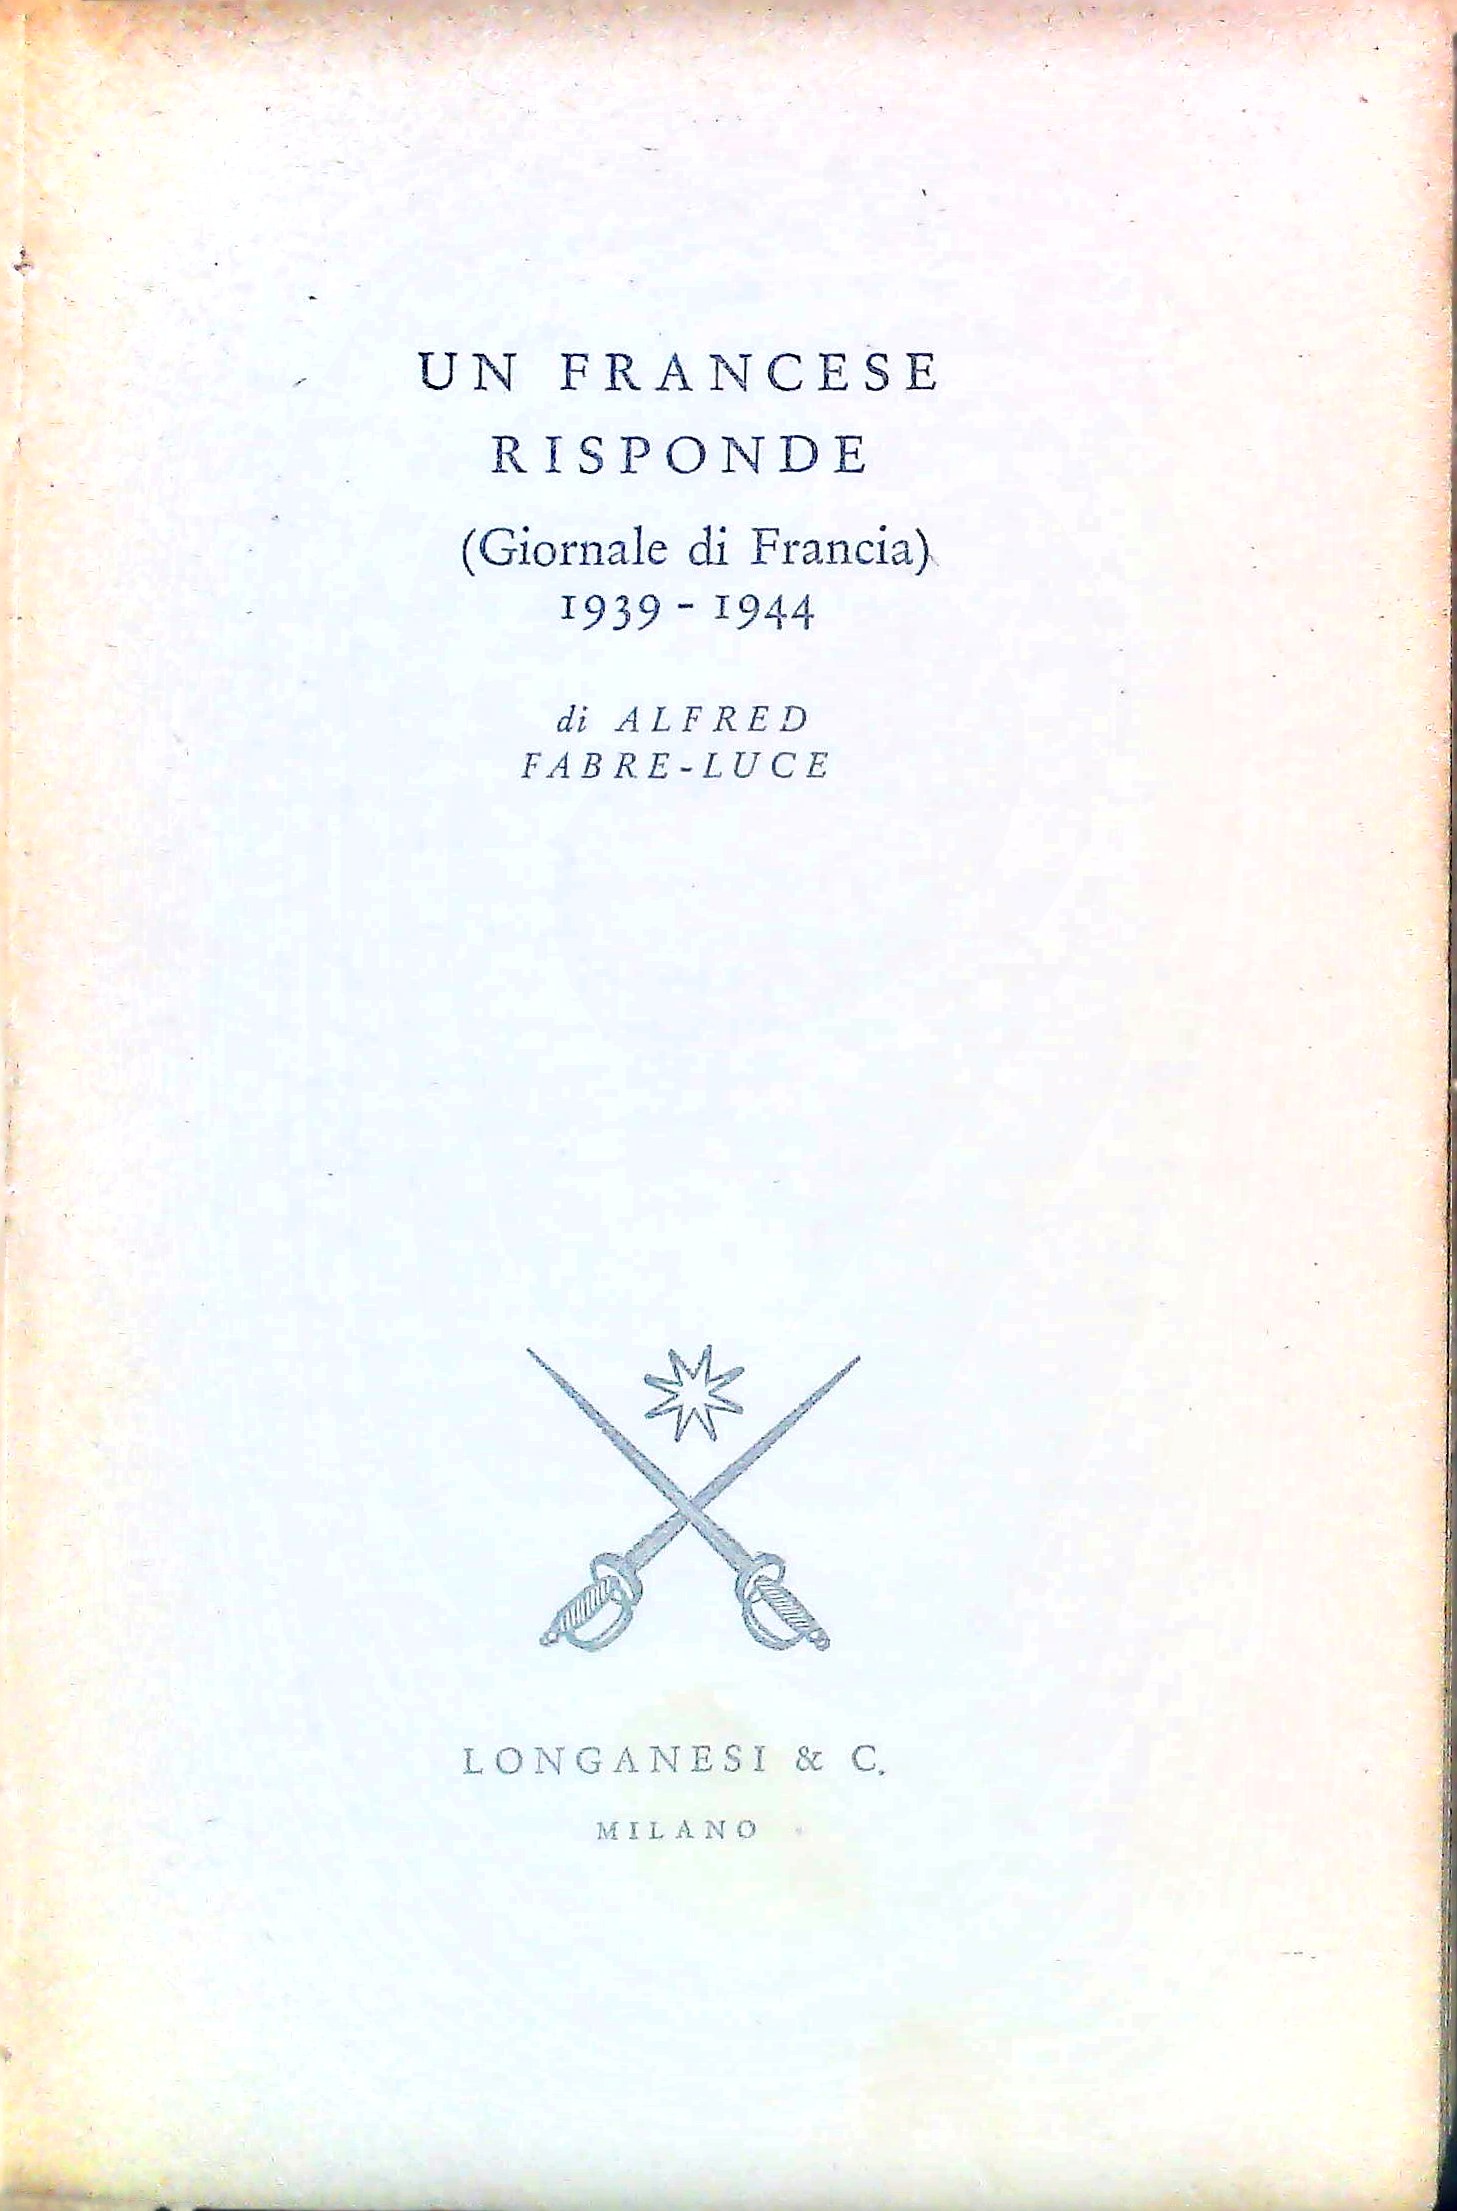 UN FRANCESE
RISPONDE
(Giornale di Francia)
1939 - 1944
di ALFRED
FABRE-LUCE
LONGANESI & C.
MILANO